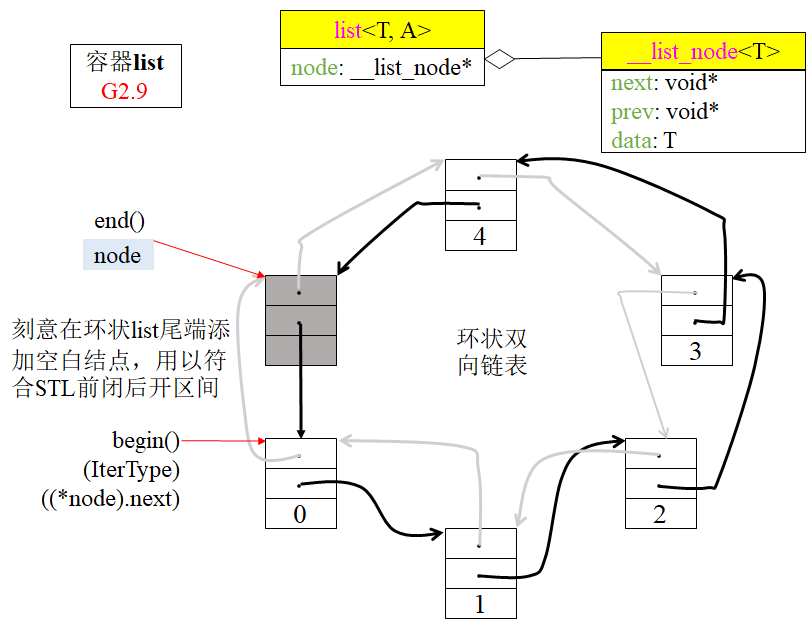 容器list
G2.9
list<T, A>
node: __list_node*
__list_node<T>
next: void*
prev: void*
data: T
end()
node
4
刻意在环状list尾端添
加空白结点，用以符
合STL前闭后开区间
环状双
向链表
3
begin()
(IterType)
((*node).next)
0
2
1